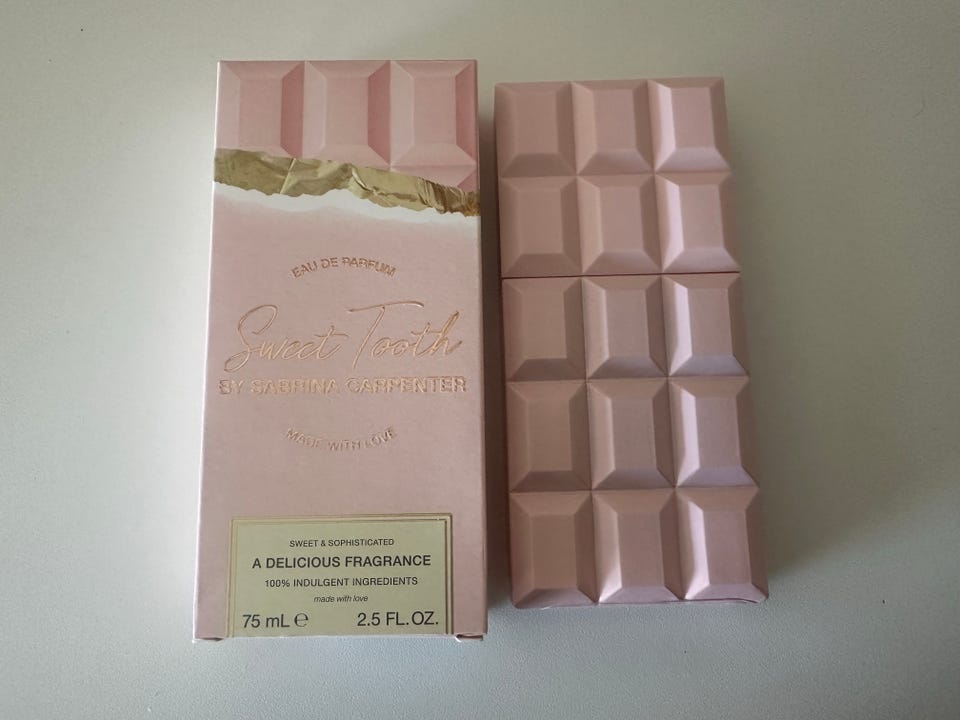 EAU DE PARFUM
Sweet Tooth
BY SABRINA CARPENTER
MADE WITH LOVE
SWEET & SOPHISTICATED
A DELICIOUS FRAGRANCE
100% INDULGENT INGREDIENTS
made with love
75 mL ℮ 2.5 FL. OZ.